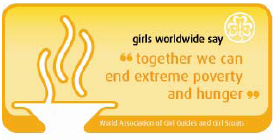 girls worldwide say
“ together we can
end extreme poverty
and hunger ”
World Association of Girl Guides and Girl Scouts